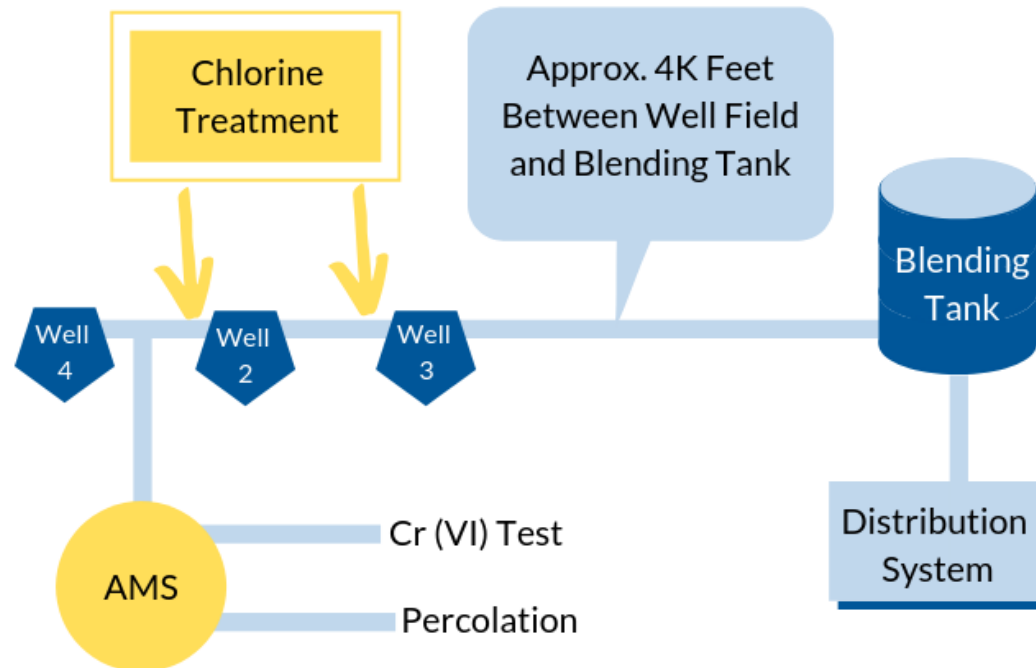 Chlorine
Treatment
Approx. 4K Feet
Between Well Field
and Blending Tank
Blending
Tank
Well
4
Well
2
Well
3
Cr (VI) Test
AMS
Percolation
Distribution
System